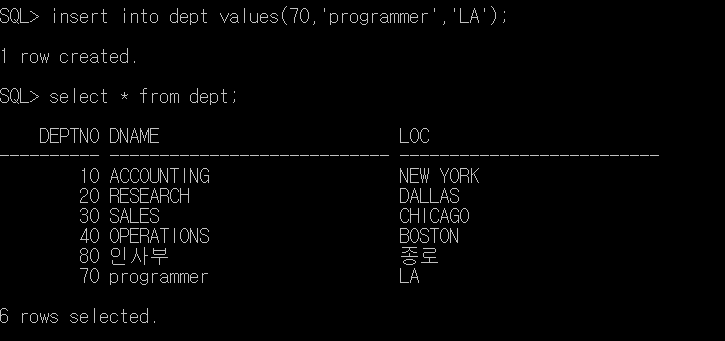 SQL> insert into dept values(70,'programmer','LA');
1 row created.
SQL> select * from dept;
DEPTNO DNAME LOC
---------- ---------------------------- --------------------------
10 ACCOUNTING NEW YORK
20 RESEARCH DALLAS
30 SALES CHICAGO
40 OPERATIONS BOSTON
80 인사부 종로
70 programmer LA
6 rows selected.